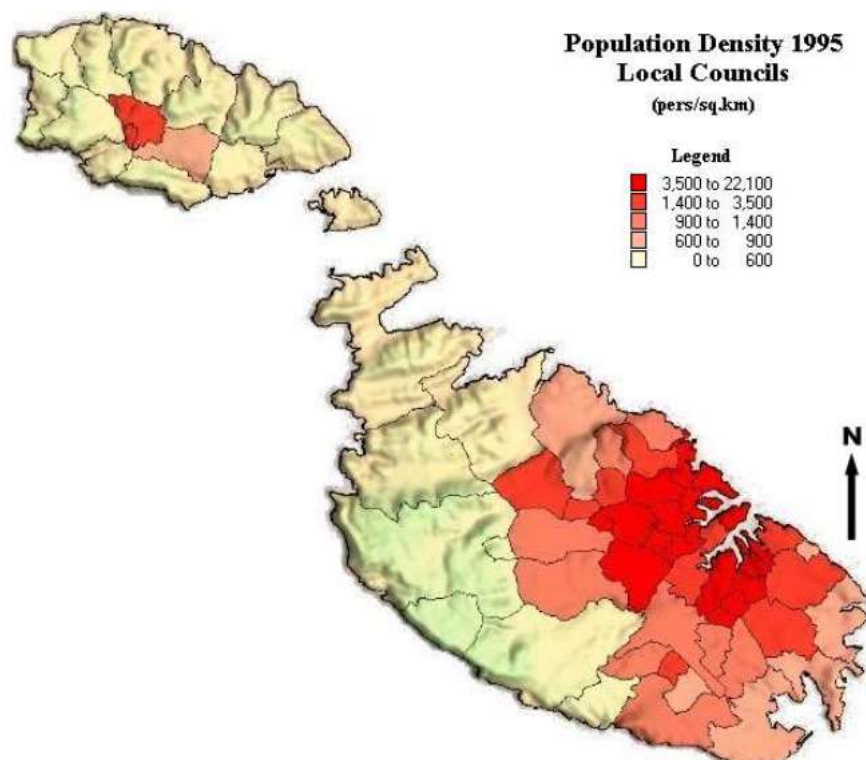 Population Density 1995
Local Councils
(pers/sq.km)
Legend
3,500 to 22,100
1,400 to 3,500
900 to 1,400
600 to 900
0 to 600
N